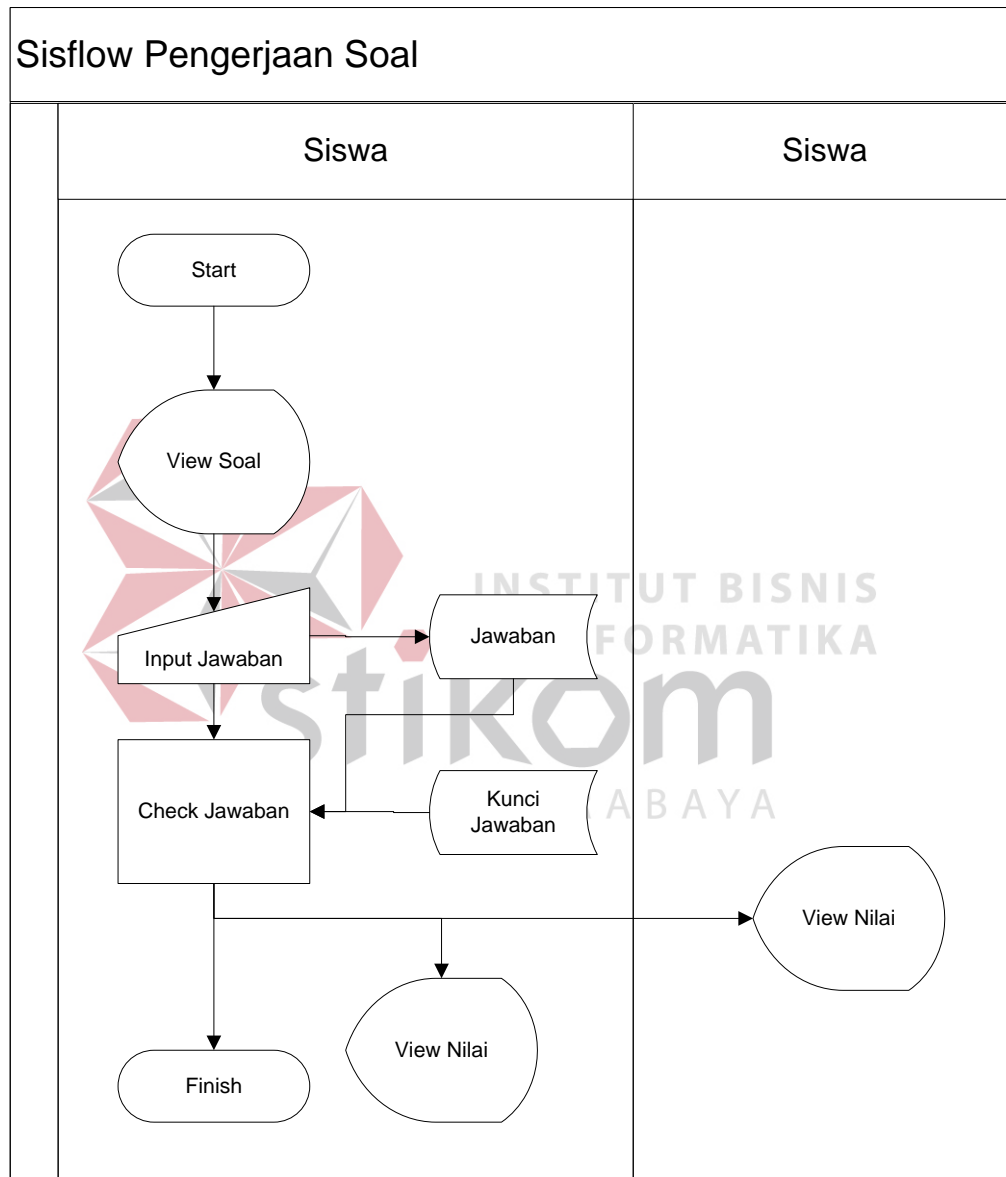 Sisflow Pengerjaan Soal
Siswa
Siswa
Start
View Soal
Input Jawaban
Jawaban
Check Jawaban
Kunci
Jawaban
View Nilai
View Nilai
Finish
INSTITUT BISNIS
FORMATIKA
stikom
ABAYA